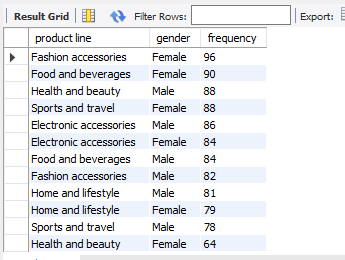 Result Grid Filter Rows: Export:
product line gender frequency
Fashion accessories Female 96
Food and beverages Female 90
Health and beauty Male 88
Sports and travel Female 88
Electronic accessories Male 86
Electronic accessories Female 84
Food and beverages Male 84
Fashion accessories Male 82
Home and lifestyle Male 81
Home and lifestyle Female 79
Sports and travel Male 78
Health and beauty Female 64